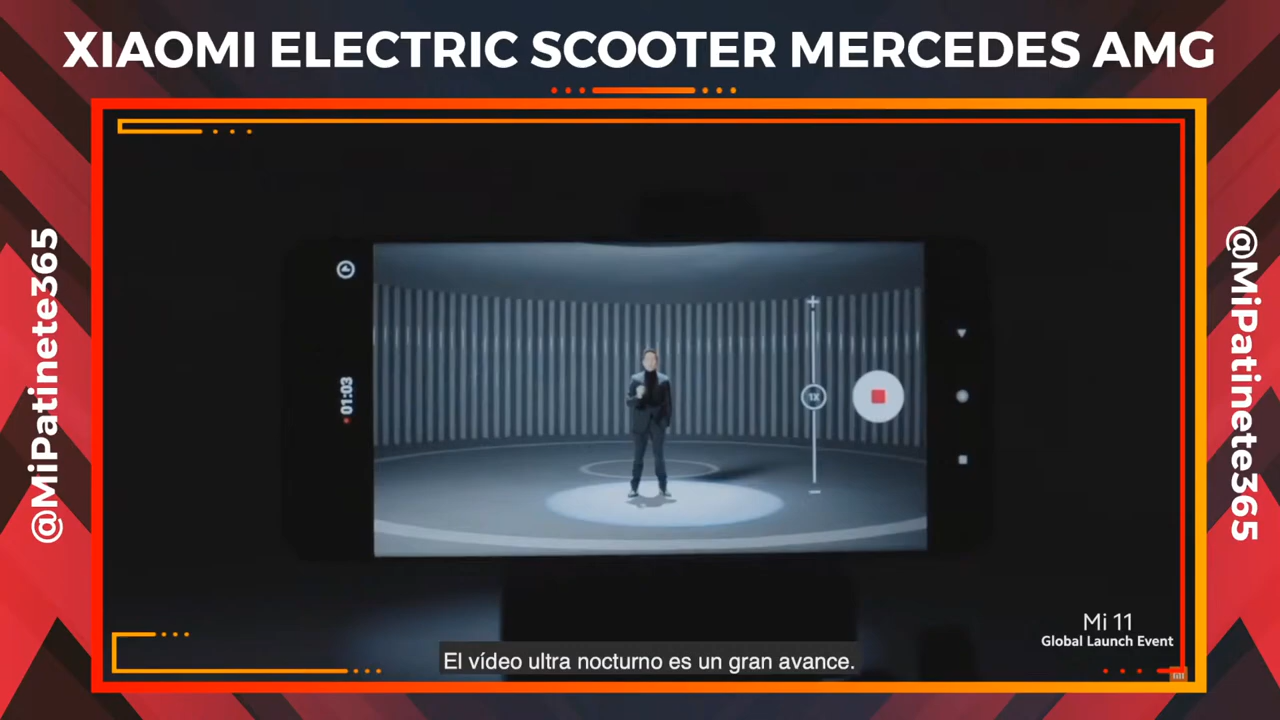 XIAOMI ELECTRIC SCOOTER MERCEDES AMG
@MiPatinete365
01:03
1X
@MiPatinete365
Mi 11
Global Launch Event
El vídeo ultra nocturno es un gran avance.
mi